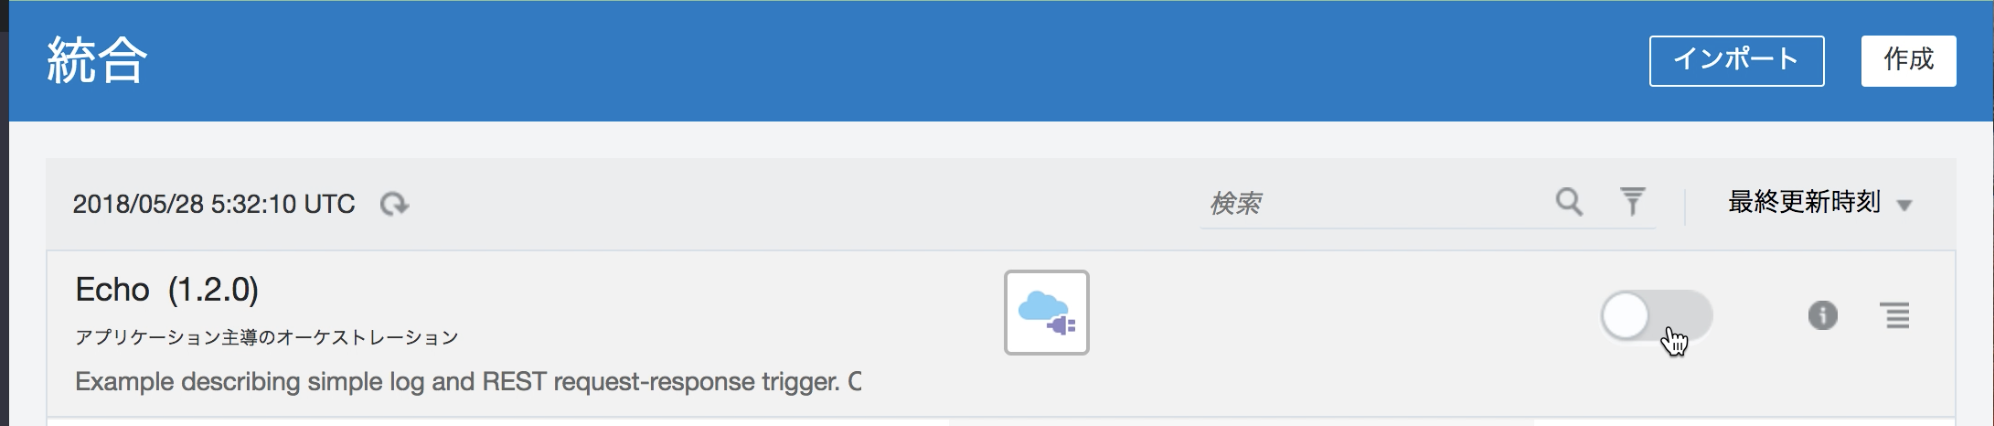 統合
インポート
作成
2018/05/28 5:32:10 UTC
検索
最終更新時刻
Echo (1.2.0)
アプリケーション主導のオーケストレーション
Example describing simple log and REST request-response trigger. C